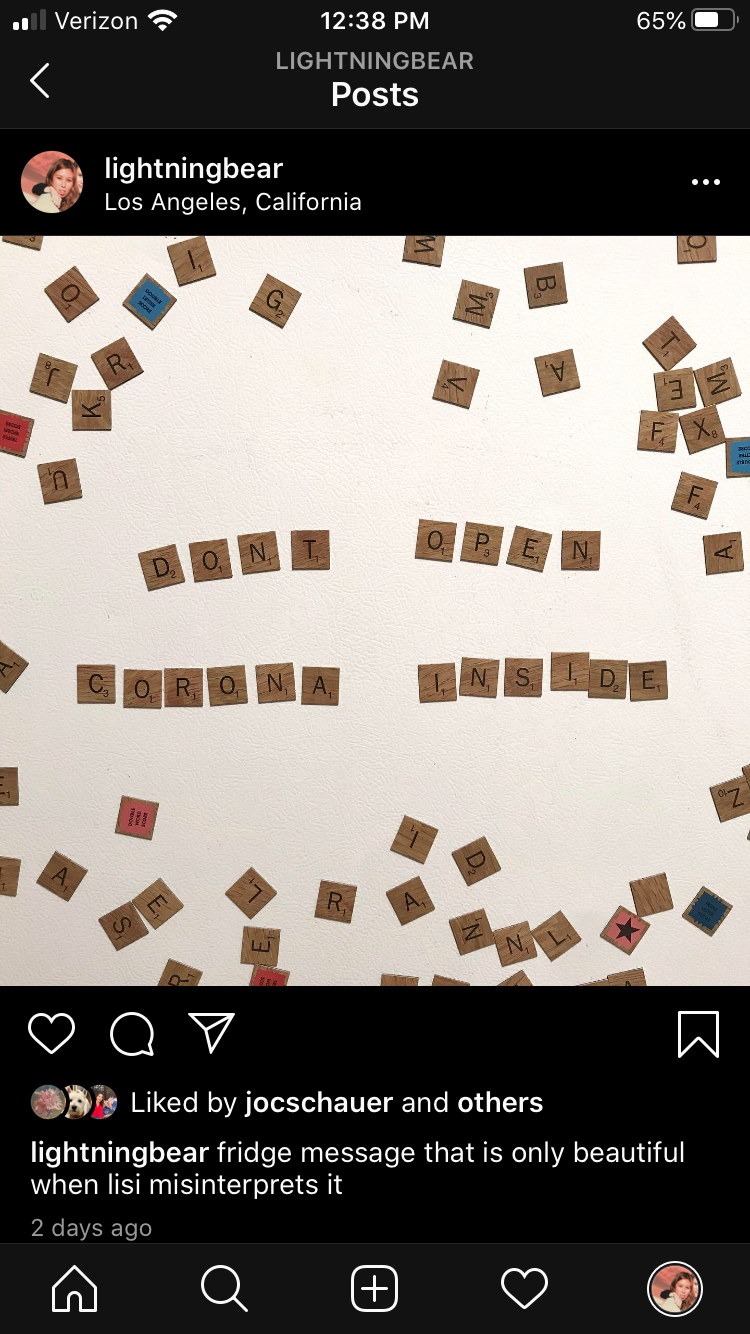 Verizon 12:38 PM 65%
LIGHTNINGBEAR
Posts
lightningbear
Los Angeles, California
W O
I B
O G M
T
R V A E M
J
K F X
U F
DONT OPEN
A
CORONA INSIDE
A
E Z
I D
A L R A
S E N N L
E
R
Liked by jocschauer and others
lightningbear fridge message that is only beautiful
when lisi misinterprets it
2 days ago